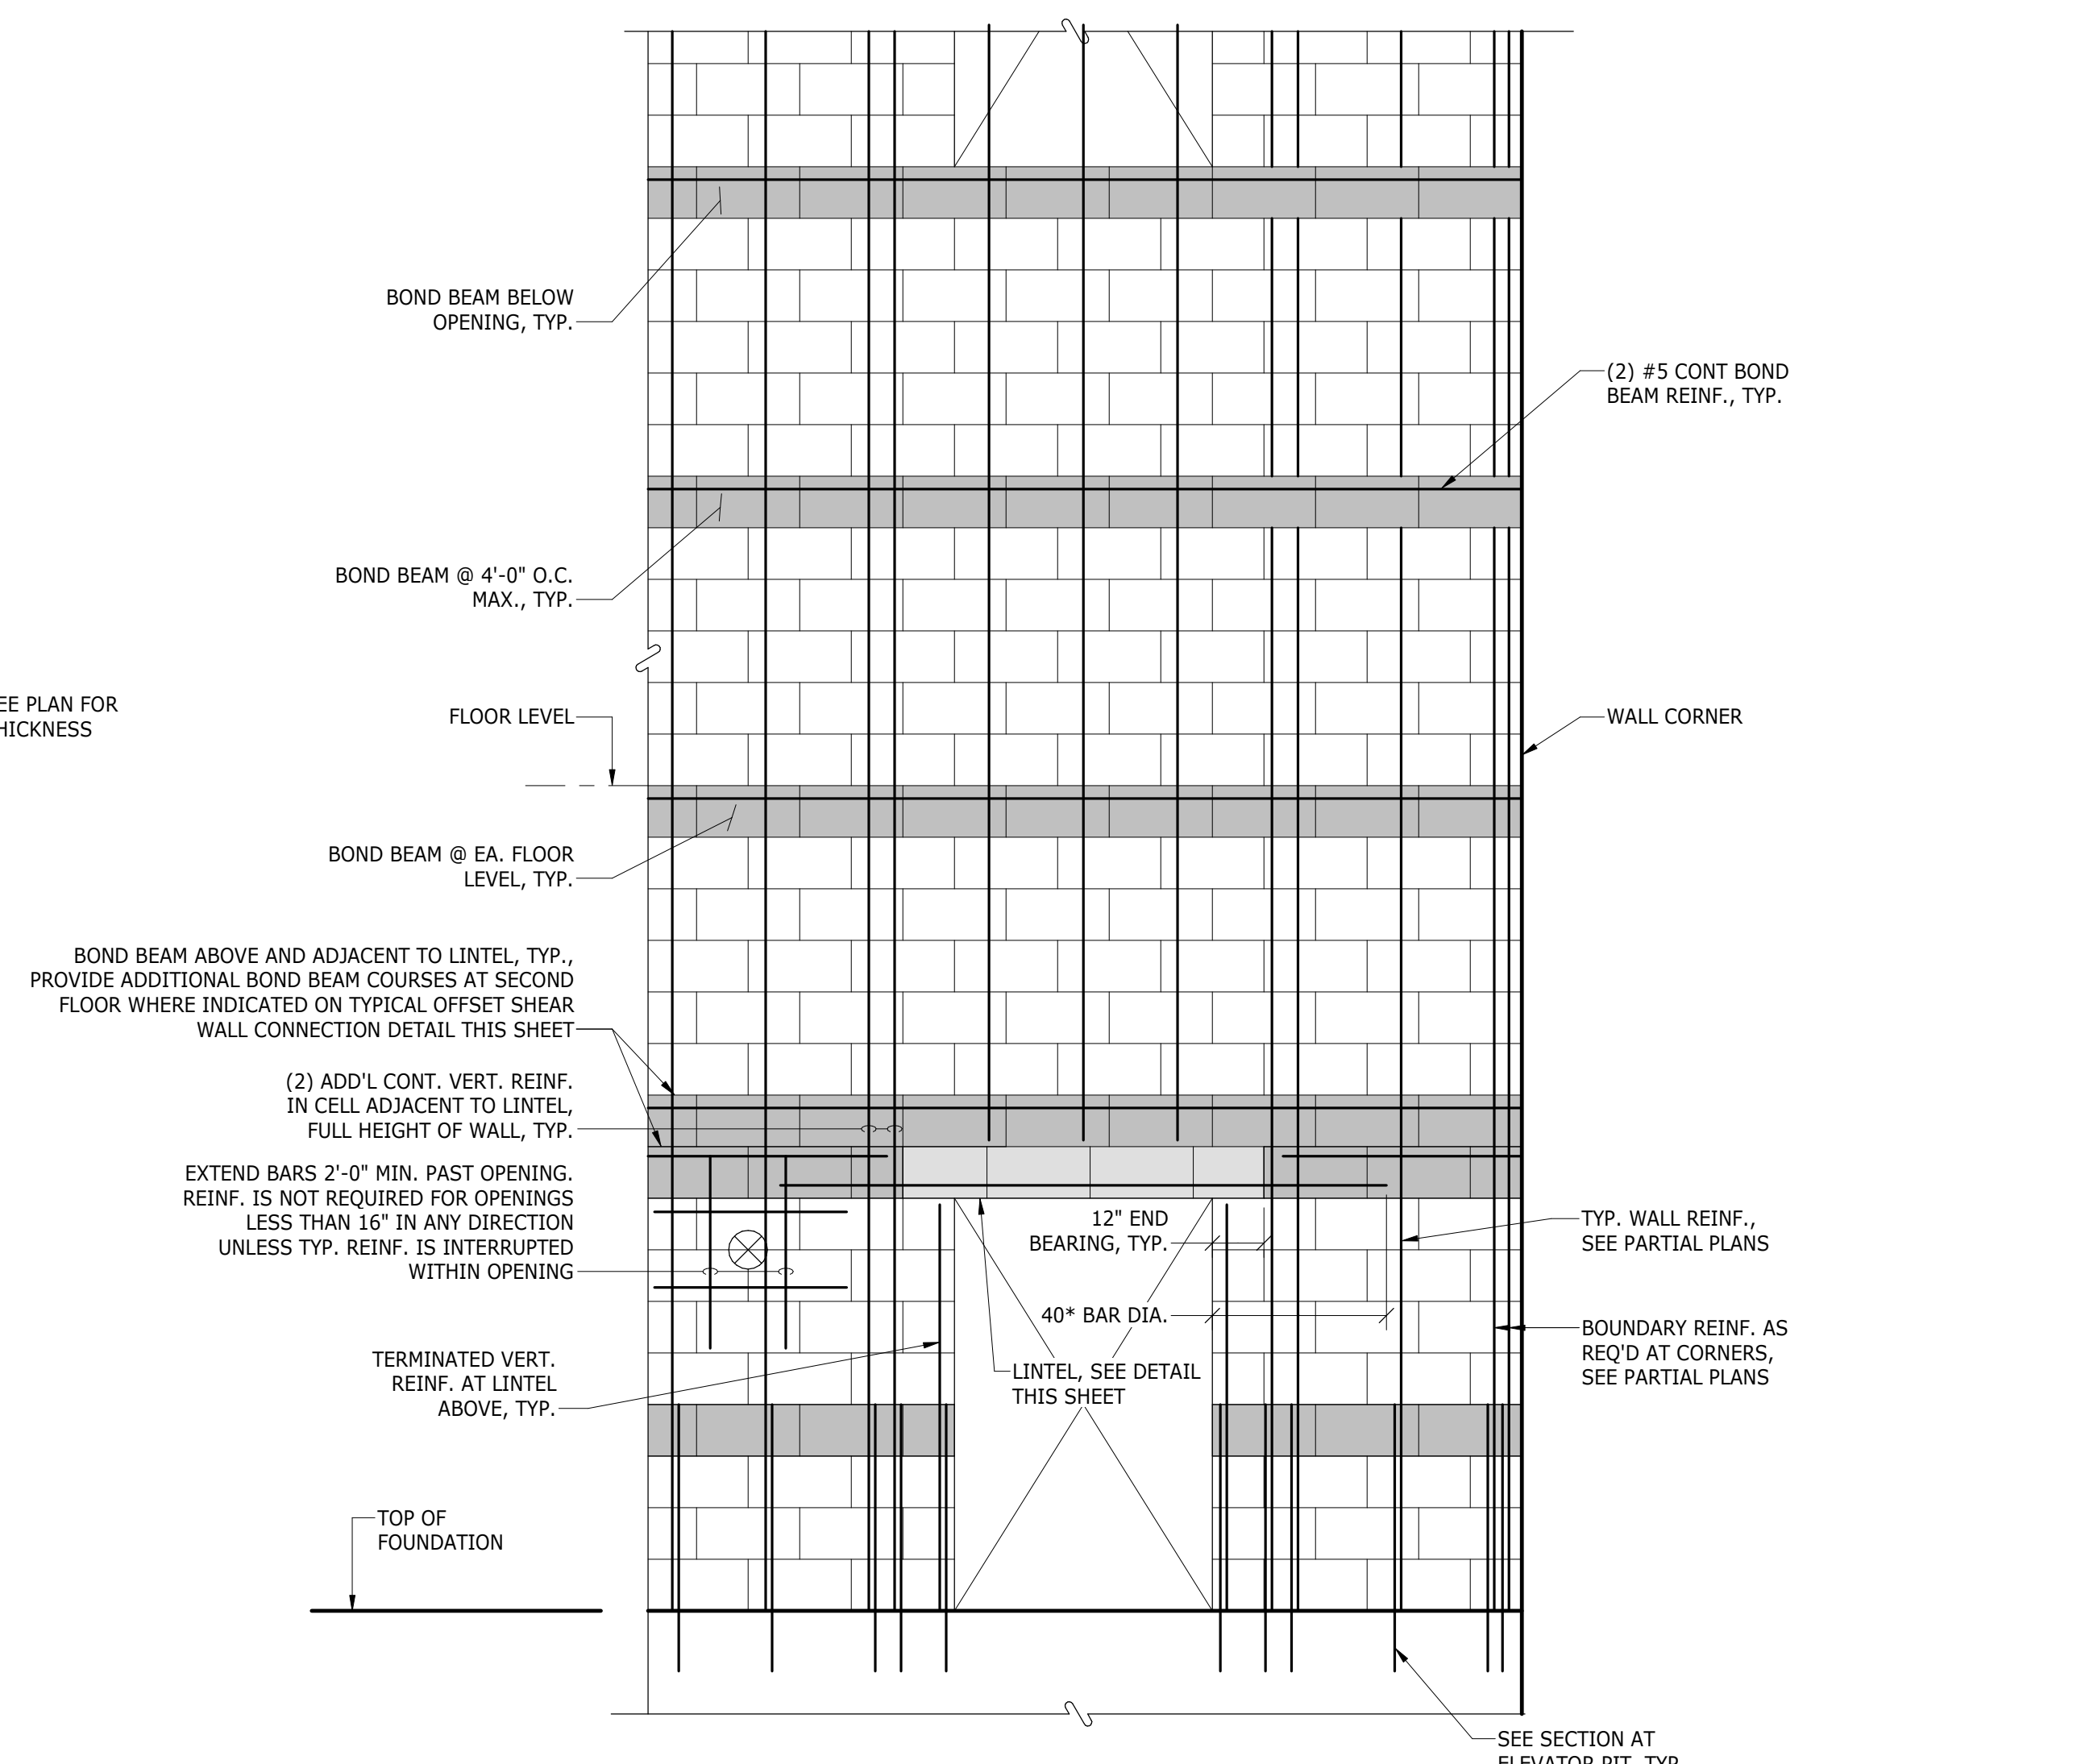 BOND BEAM BELOW
OPENING, TYP.
(2) #5 CONT BOND
BEAM REINF., TYP.
BOND BEAM @ 4'-0" O.C.
MAX., TYP.
EE PLAN FOR
HICKNESS
FLOOR LEVEL
WALL CORNER
BOND BEAM @ EA. FLOOR
LEVEL, TYP.
BOND BEAM ABOVE AND ADJACENT TO LINTEL, TYP.,
PROVIDE ADDITIONAL BOND BEAM COURSES AT SECOND
FLOOR WHERE INDICATED ON TYPICAL OFFSET SHEAR
WALL CONNECTION DETAIL THIS SHEET
(2) ADD'L CONT. VERT. REINF.
IN CELL ADJACENT TO LINTEL,
FULL HEIGHT OF WALL, TYP.
EXTEND BARS 2'-0" MIN. PAST OPENING.
REINF. IS NOT REQUIRED FOR OPENINGS
LESS THAN 16" IN ANY DIRECTION
UNLESS TYP. REINF. IS INTERRUPTED
WITHIN OPENING
12" END
BEARING, TYP.
TYP. WALL REINF.,
SEE PARTIAL PLANS
40* BAR DIA.
BOUNDARY REINF. AS
REQ'D AT CORNERS,
SEE PARTIAL PLANS
TERMINATED VERT.
REINF. AT LINTEL
ABOVE, TYP.
LINTEL, SEE DETAIL
THIS SHEET
TOP OF
FOUNDATION
SEE SECTION AT
ELEVATOR PIT, TYP.